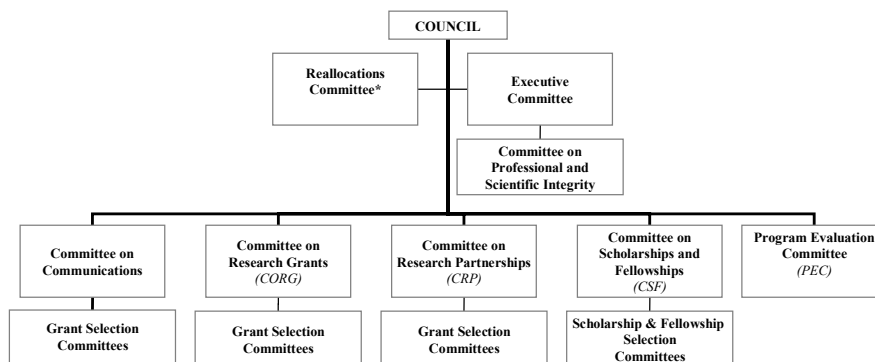 COUNCIL
Reallocations
Committee*
Executive
Committee
Committee on
Professional and
Scientific Integrity
Committee on
Communications
Committee on
Research Grants
(CORG)
Committee on
Research Partnerships
(CRP)
Committee on
Scholarships and
Fellowships
(CSF)
Program Evaluation
Committee
(PEC)
Grant Selection
Committees
Grant Selection
Committees
Grant Selection
Committees
Scholarship & Fellowship
Selection
Committees